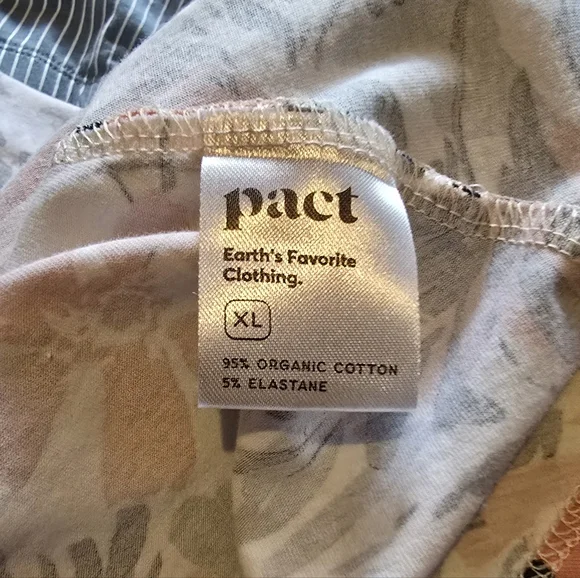 pact
Earth's Favorite
Clothing.
XL
95% ORGANIC COTTON
5% ELASTANE